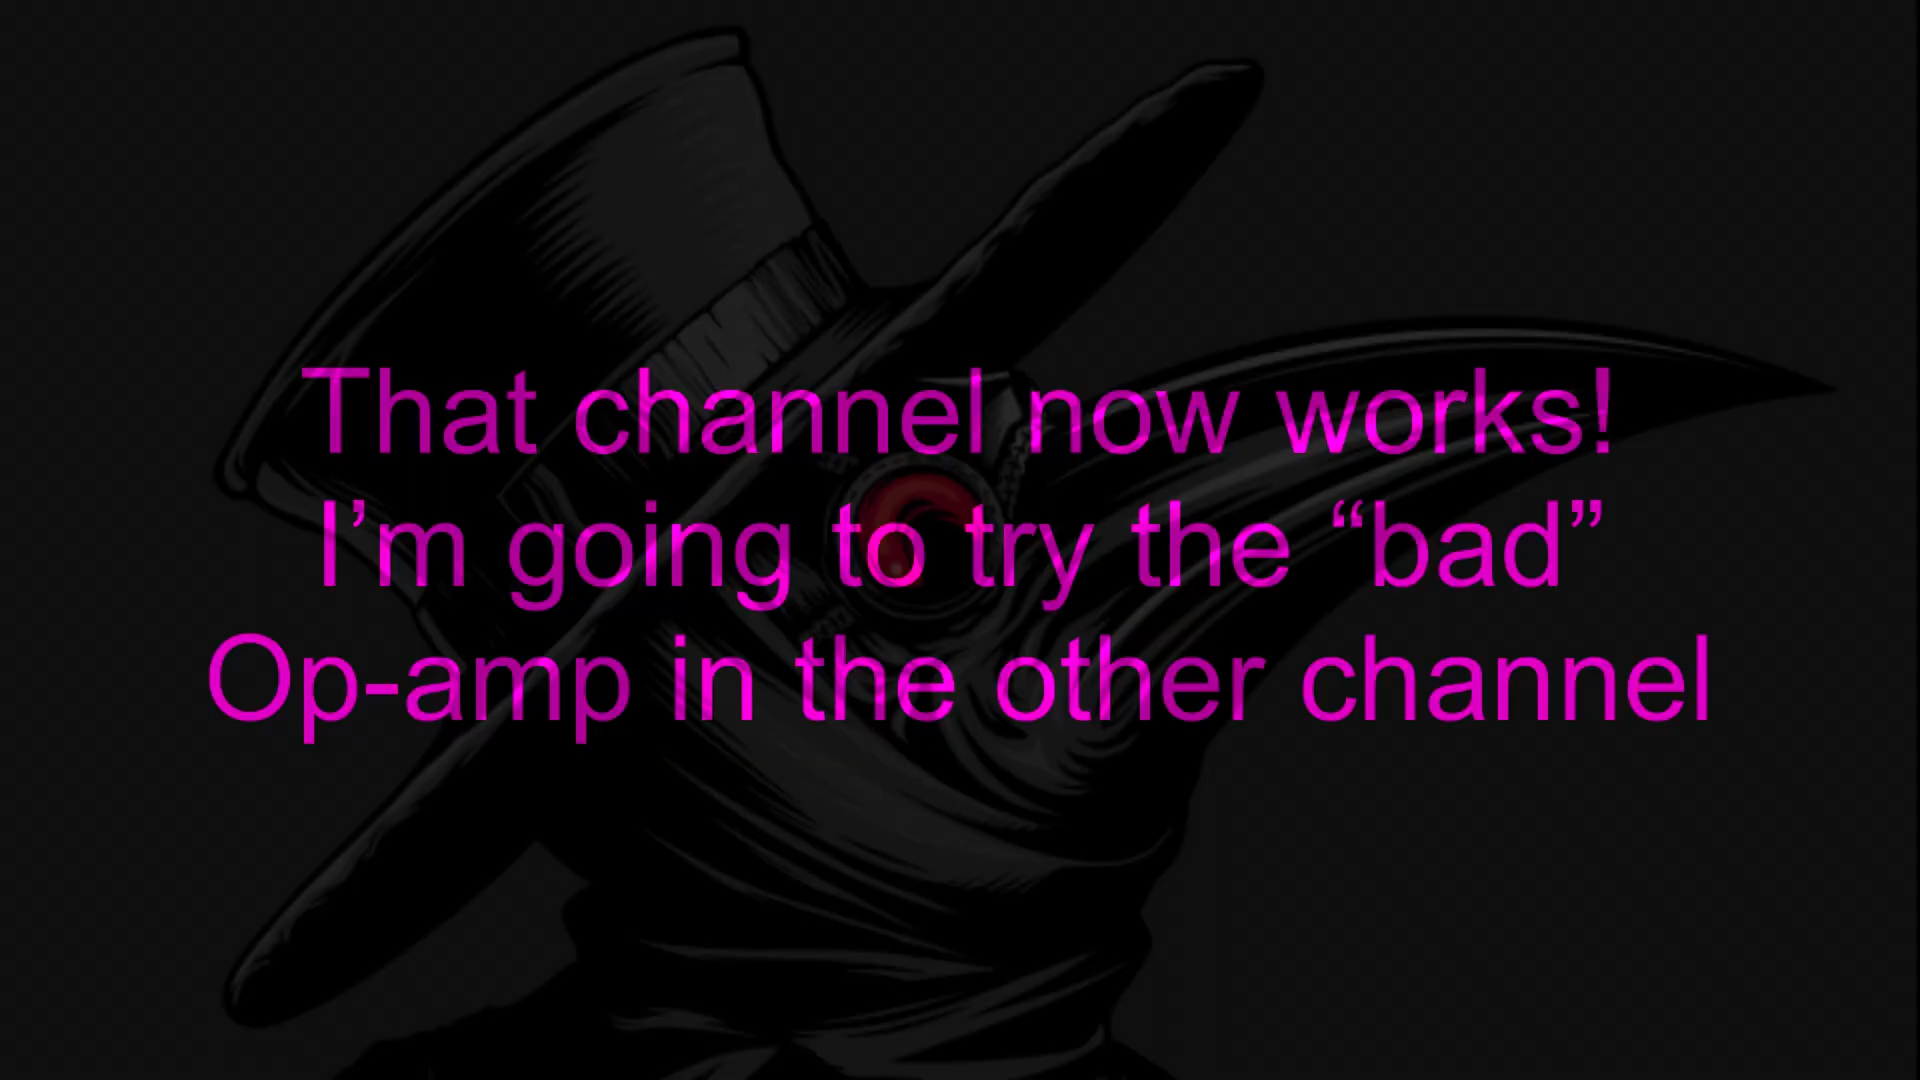 That channel now works!
I’m going to try the “bad”
Op-amp in the other channel